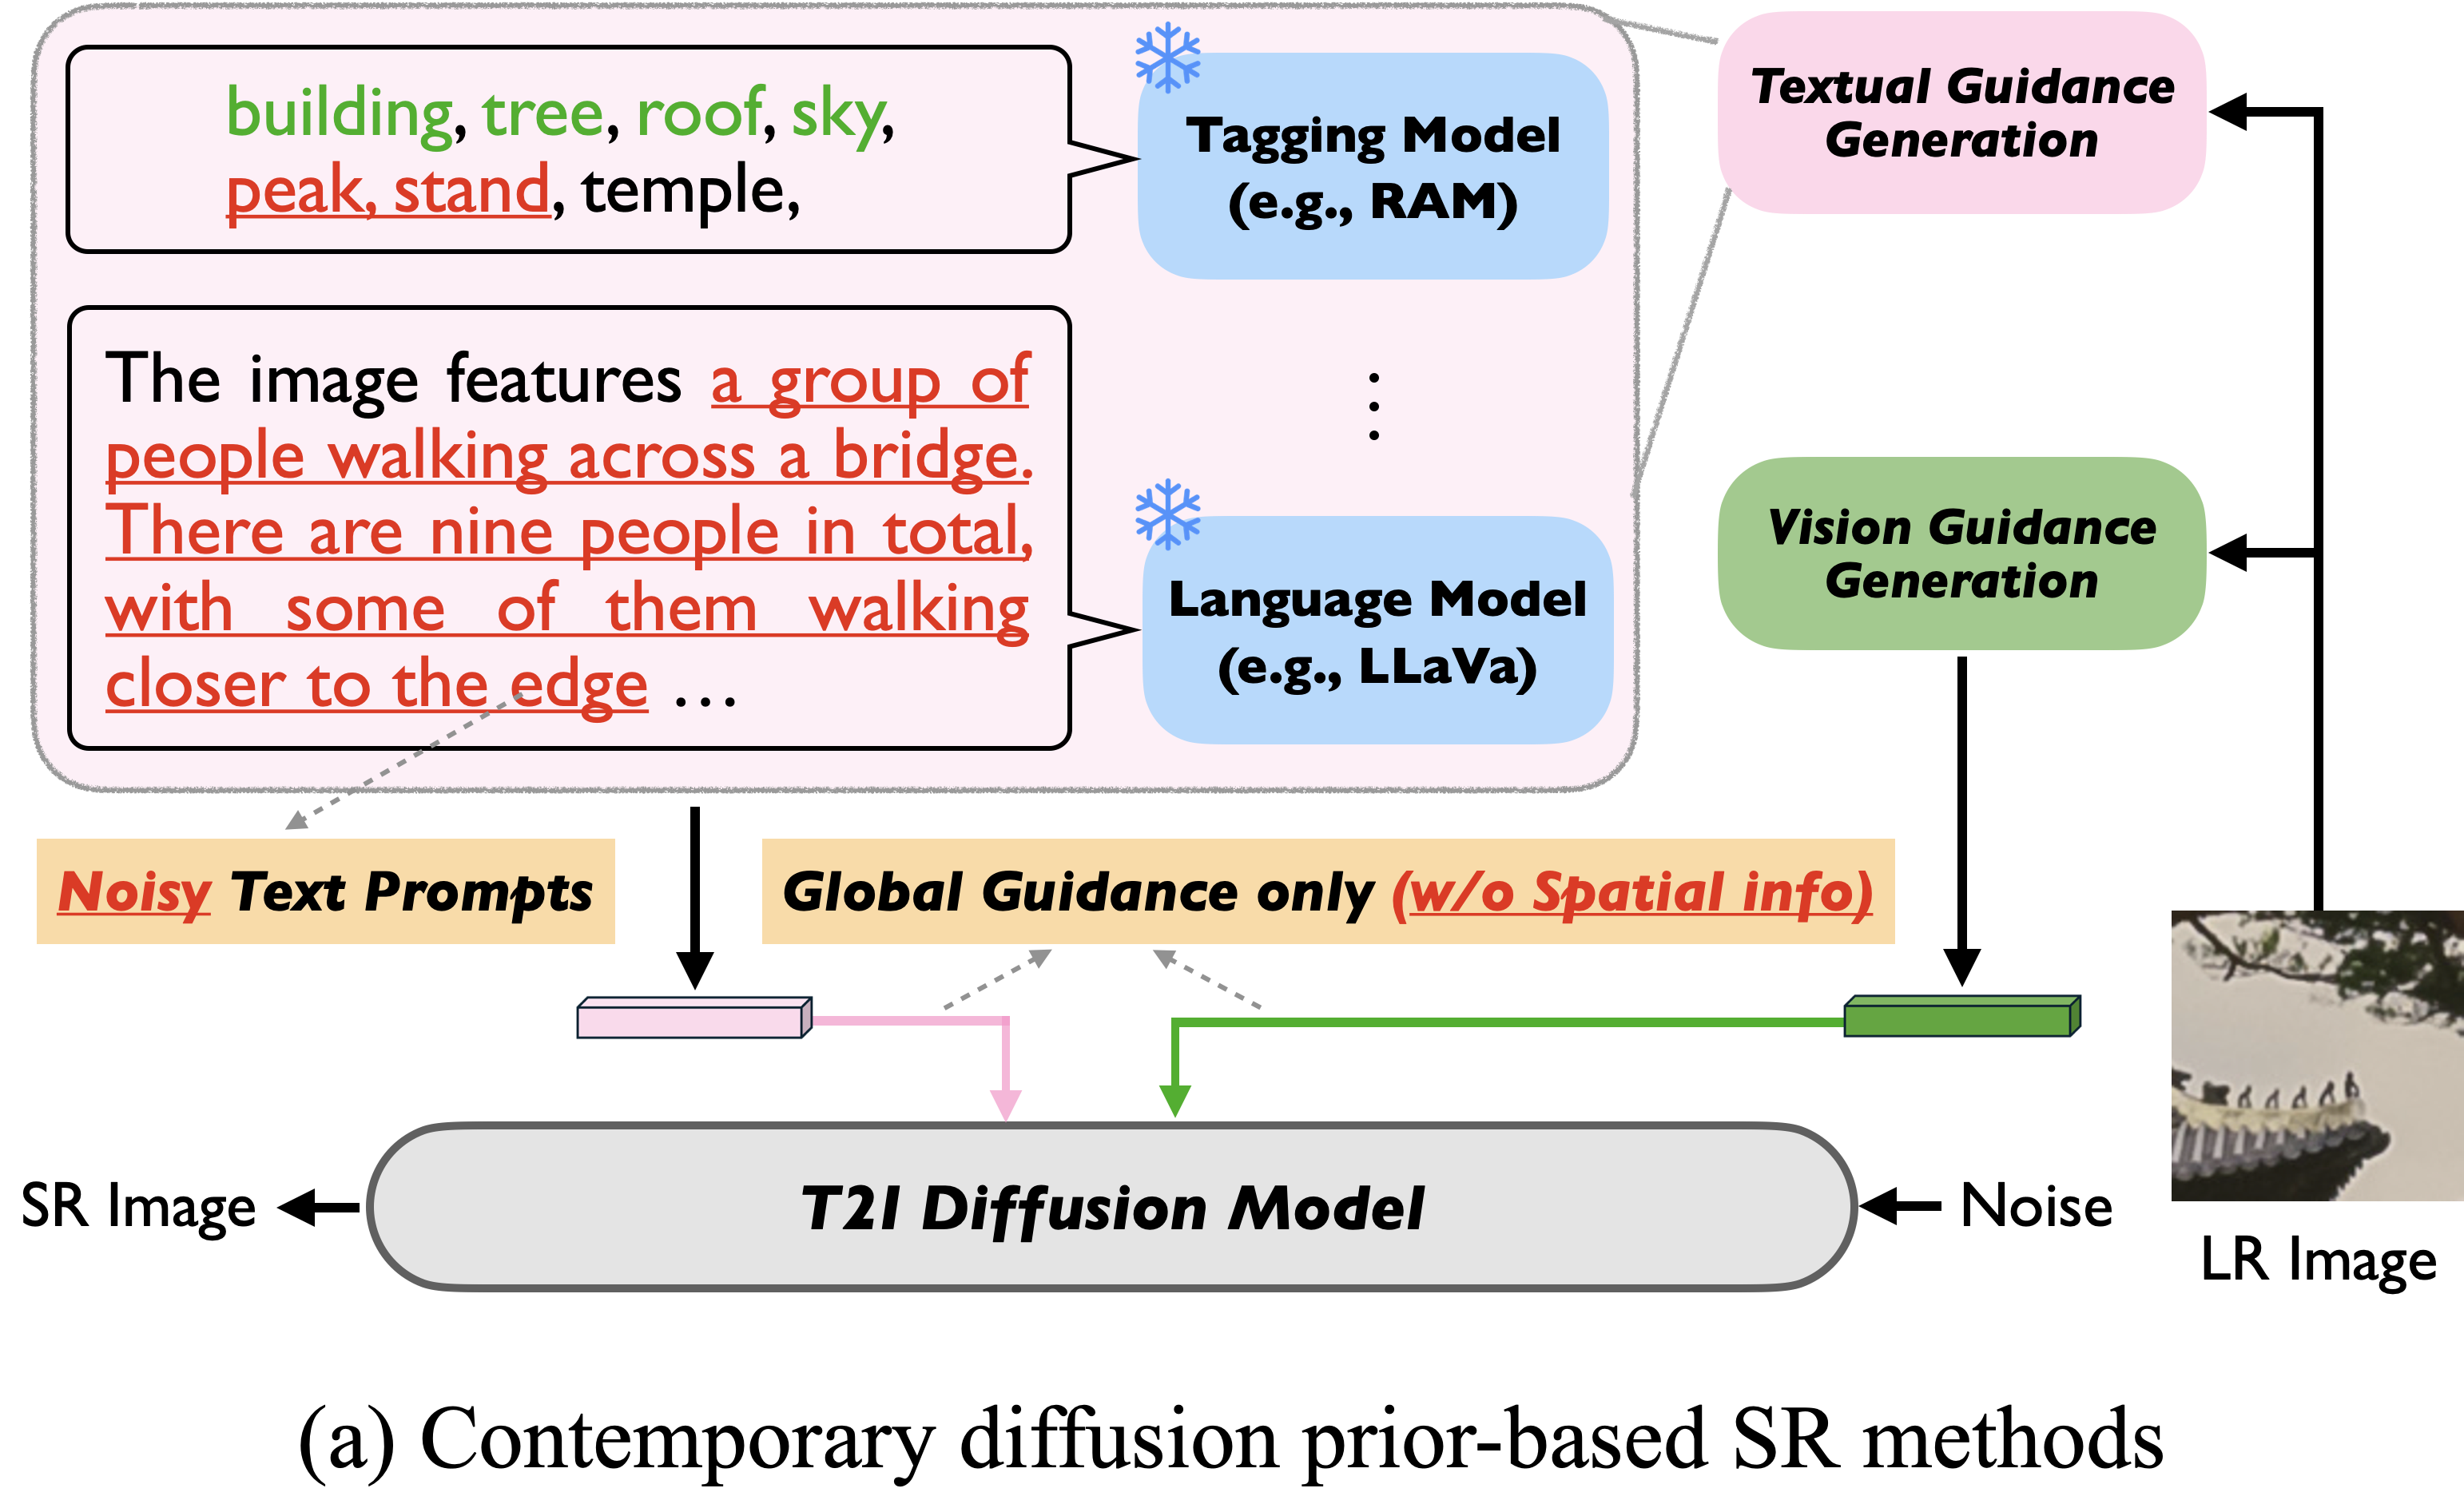 building, tree, roof, sky,
peak, stand, temple,
Tagging Model
(e.g., RAM)
Textual Guidance
Generation
The image features a group of
people walking across a bridge.
There are nine people in total,
with some of them walking
closer to the edge ...
Language Model
(e.g., LLaVa)
Vision Guidance
Generation
Noisy Text Prompts
Global Guidance only (w/o Spatial info)
SR Image
T2I Diffusion Model
Noise
LR Image
(a) Contemporary diffusion prior-based SR methods